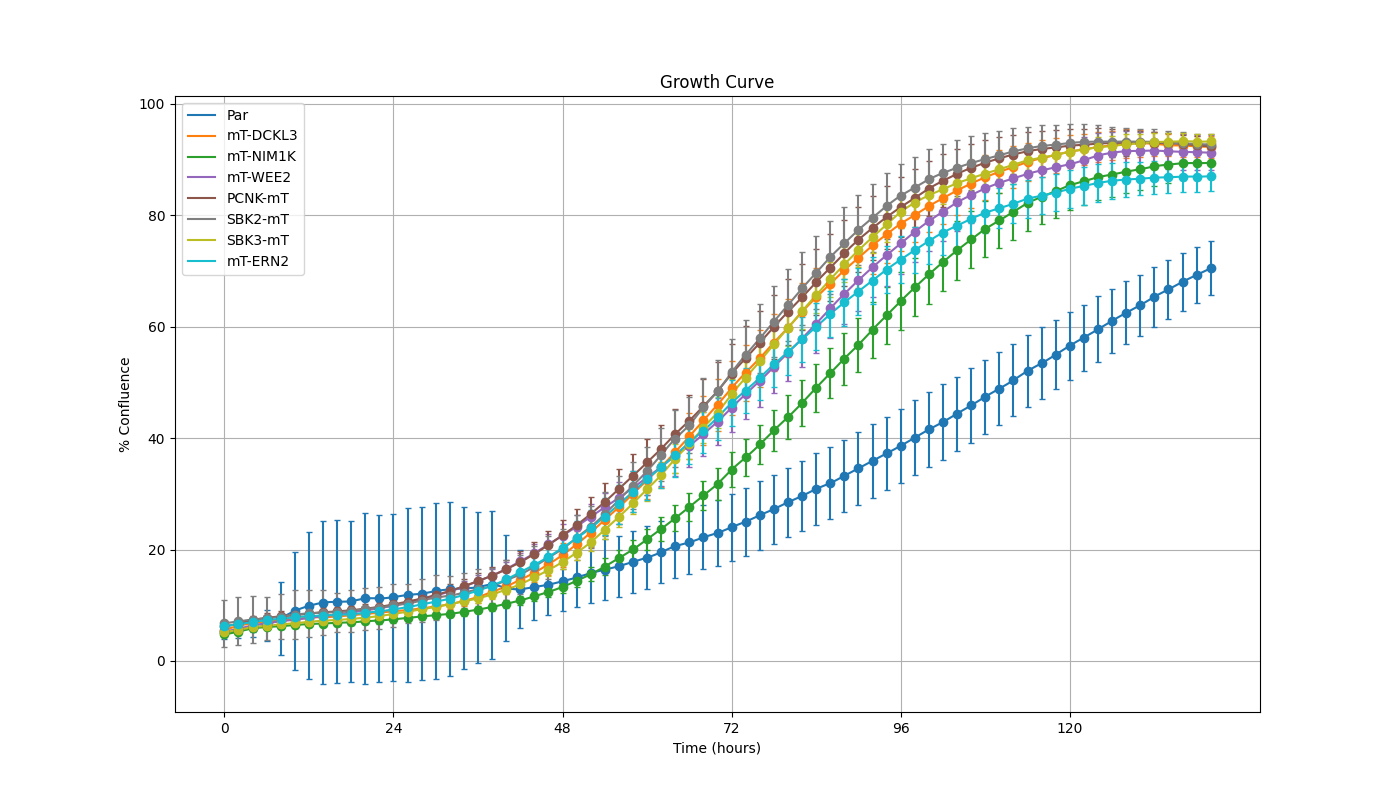 Growth Curve
100
80
60
40
20
0
% Confluence
Par
mT-DCKL3
mT-NIM1K
mT-WEE2
PCNK-mT
SBK2-mT
SBK3-mT
mT-ERN2
0 24 48 72 96 120
Time (hours)